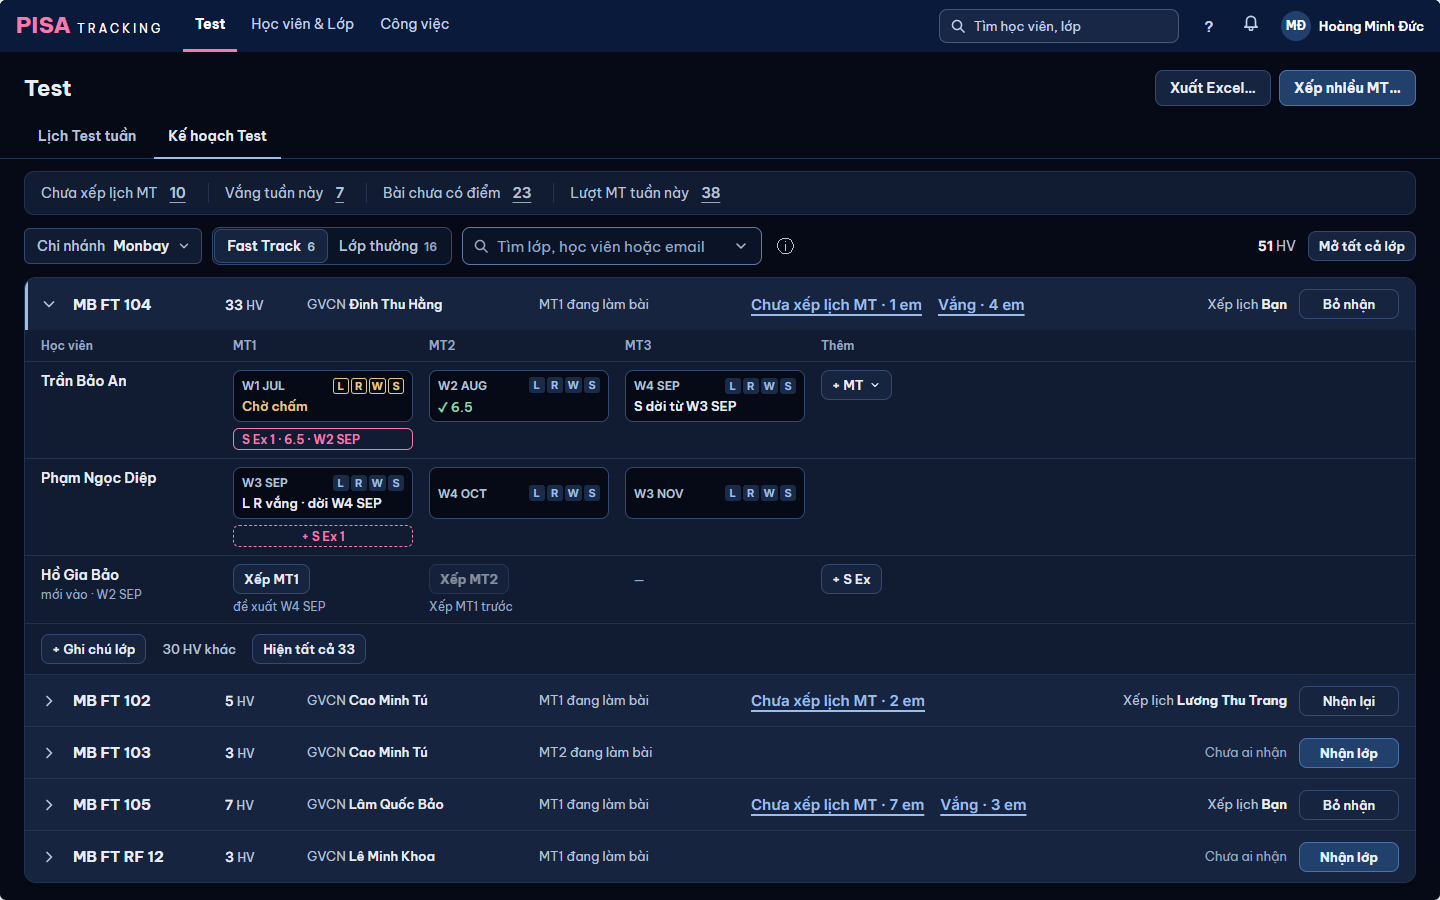 PISA TRACKING
Test
Học viên & Lớp
Công việc
Tìm học viên, lớp
?
MĐ
Hoàng Minh Đức
Test
Xuất Excel...
Xếp nhiều MT...
Lịch Test tuần
Kế hoạch Test
Chưa xếp lịch MT 10
Vắng tuần này 7
Bài chưa có điểm 23
Lượt MT tuần này 38
Chi nhánh Monbay
Fast Track 6
Lớp thường 16
Tìm lớp, học viên hoặc email
51 HV
Mở tất cả lớp
MB FT 104
33 HV
GVCN Đinh Thu Hằng
MT1 đang làm bài
Chưa xếp lịch MT · 1 em
Vắng · 4 em
Xếp lịch Bạn
Bỏ nhận
Học viên
MT1
MT2
MT3
Thêm
Trần Bảo An
W1 JUL L R W S
Chờ chấm
S Ex 1 · 6.5 · W2 SEP
W2 AUG L R W S
✓ 6.5
W4 SEP L R W S
S dời từ W3 SEP
+ MT
Phạm Ngọc Diệp
W3 SEP L R W S
L R vắng · dời W4 SEP
+ S Ex 1
W4 OCT L R W S
W3 NOV L R W S
Hồ Gia Bảo
mới vào · W2 SEP
Xếp MT1
đề xuất W4 SEP
Xếp MT2
Xếp MT1 trước
—
+ S Ex
+ Ghi chú lớp
30 HV khác
Hiện tất cả 33
MB FT 102
5 HV
GVCN Cao Minh Tú
MT1 đang làm bài
Chưa xếp lịch MT · 2 em
Xếp lịch Lương Thu Trang
Nhận lại
MB FT 103
3 HV
GVCN Cao Minh Tú
MT2 đang làm bài
Chưa ai nhận
Nhận lớp
MB FT 105
7 HV
GVCN Lâm Quốc Bảo
MT1 đang làm bài
Chưa xếp lịch MT · 7 em
Vắng · 3 em
Xếp lịch Bạn
Bỏ nhận
MB FT RF 12
3 HV
GVCN Lê Minh Khoa
MT1 đang làm bài
Chưa ai nhận
Nhận lớp